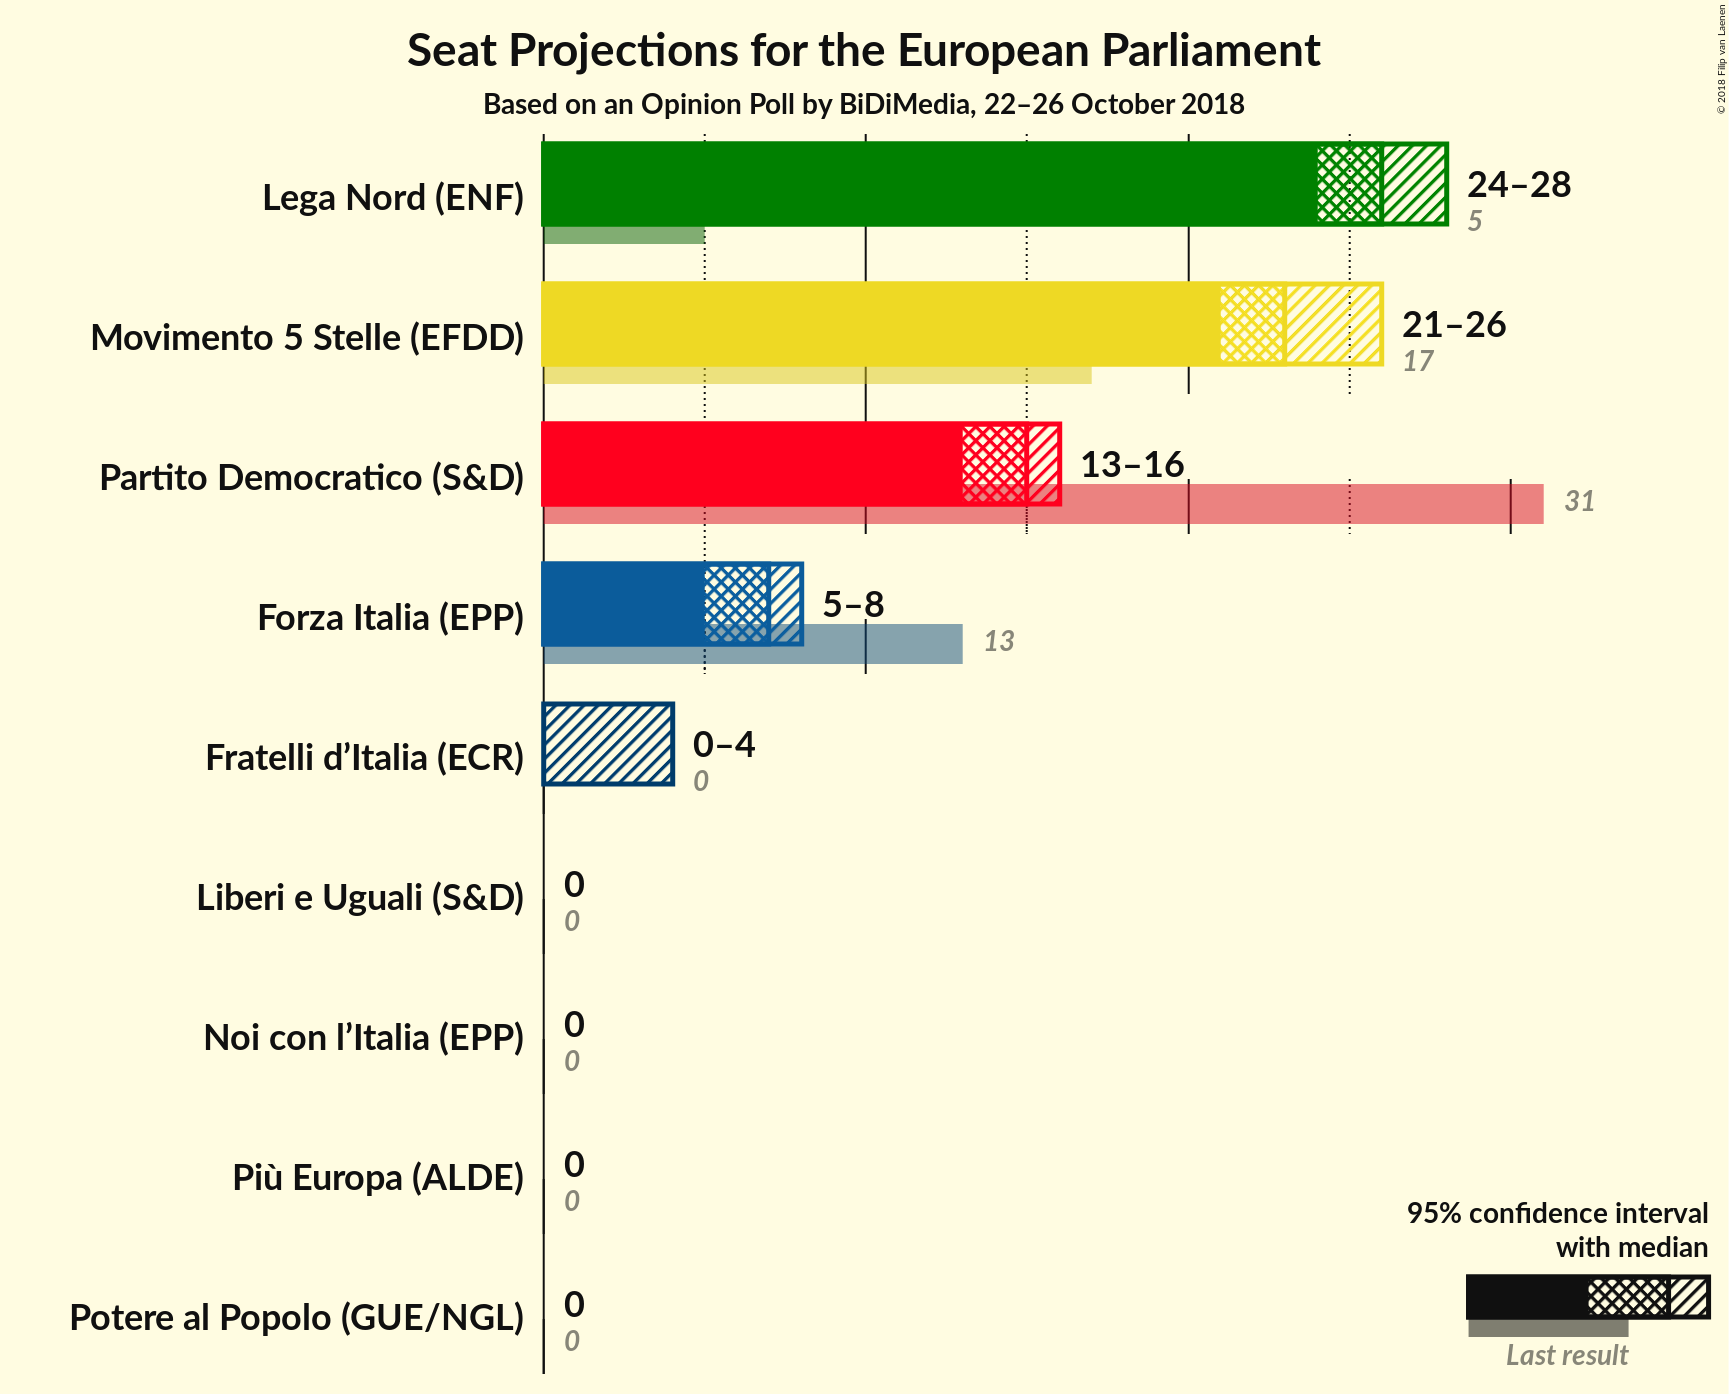 Seat Projections for the European Parliament
Based on an Opinion Poll by BiDiMedia, 22–26 October 2018
© 2018 Filip van Laenen
Lega Nord (ENF)
24–28
5
Movimento 5 Stelle (EFDD)
21–26
17
Partito Democratico (S&D)
13–16
31
Forza Italia (EPP)
5–8
13
Fratelli d’Italia (ECR)
0–4
0
Liberi e Uguali (S&D)
0
0
Noi con l’Italia (EPP)
0
0
Più Europa (ALDE)
0
0
Potere al Popolo (GUE/NGL)
0
0
95% confidence interval
with median
Last result